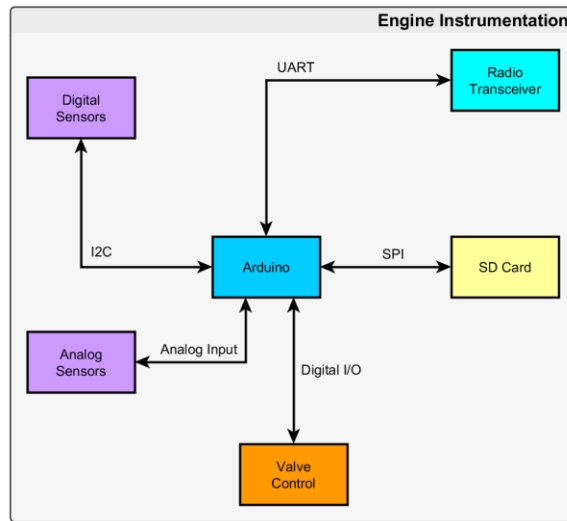 Engine Instrumentation
UART
Radio
Transceiver
Digital
Sensors
I2C
Arduino
SPI
SD Card
Analog
Sensors
Analog Input
Digital I/O
Valve
Control